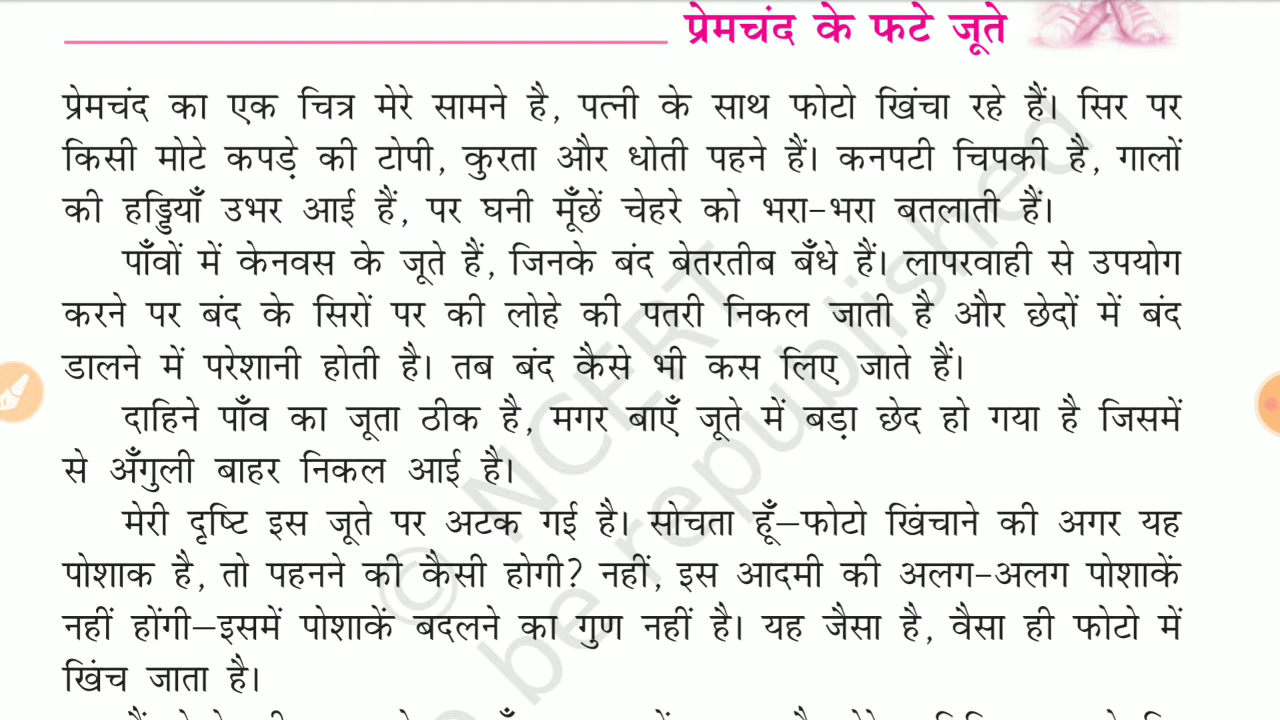 प्रेमचंद के फटे जूते
प्रेमचंद का एक चित्र मेरे सामने है, पत्नी के साथ फोटो खिंचा रहे हैं। सिर पर
किसी मोटे कपड़े की टोपी, कुरता और धोती पहने हैं। कनपटी चिपकी है, गालों
की हड्डियाँ उभर आई हैं, पर घनी मूँछें चेहरे को भरा-भरा बतलाती हैं।
पाँवों में केनवस के जूते हैं, जिनके बंद बेतरतीब बँधे हैं। लापरवाही से उपयोग
करने पर बंद के सिरों पर की लोहे की पतरी निकल जाती है और छेदों में बंद
डालने में परेशानी होती है। तब बंद कैसे भी कस लिए जाते हैं।
दाहिने पाँव का जूता ठीक है, मगर बाएँ जूते में बड़ा छेद हो गया है जिसमें
से अँगुली बाहर निकल आई है।
मेरी दृष्टि इस जूते पर अटक गई है। सोचता हूँ—फोटो खिंचाने की अगर यह
पोशाक है, तो पहनने की कैसी होगी? नहीं, इस आदमी की अलग-अलग पोशाकें
नहीं होंगी—इसमें पोशाकें बदलने का गुण नहीं है। यह जैसा है, वैसा ही फोटो में
खिंच जाता है।
© NCERT
be republished